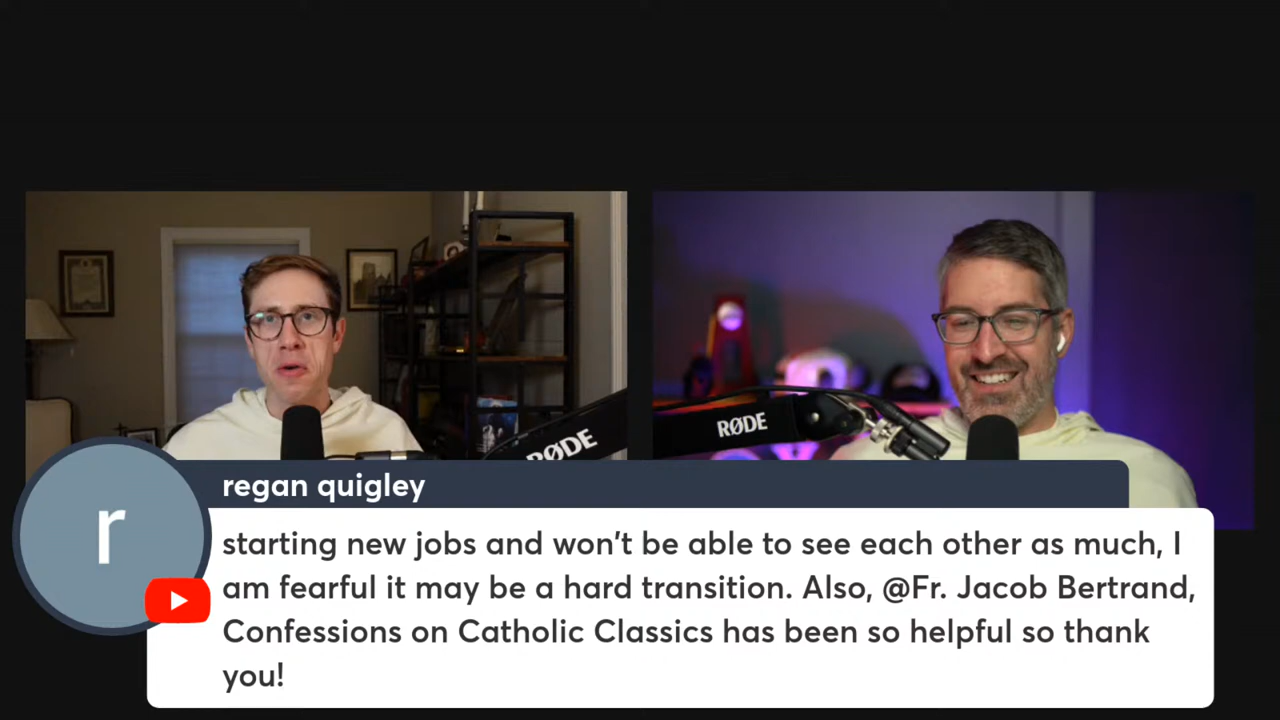 RØDE
RØDE
r
regan quigley
starting new jobs and won't be able to see each other as much, I
am fearful it may be a hard transition. Also, @Fr. Jacob Bertrand,
Confessions on Catholic Classics has been so helpful so thank
you!